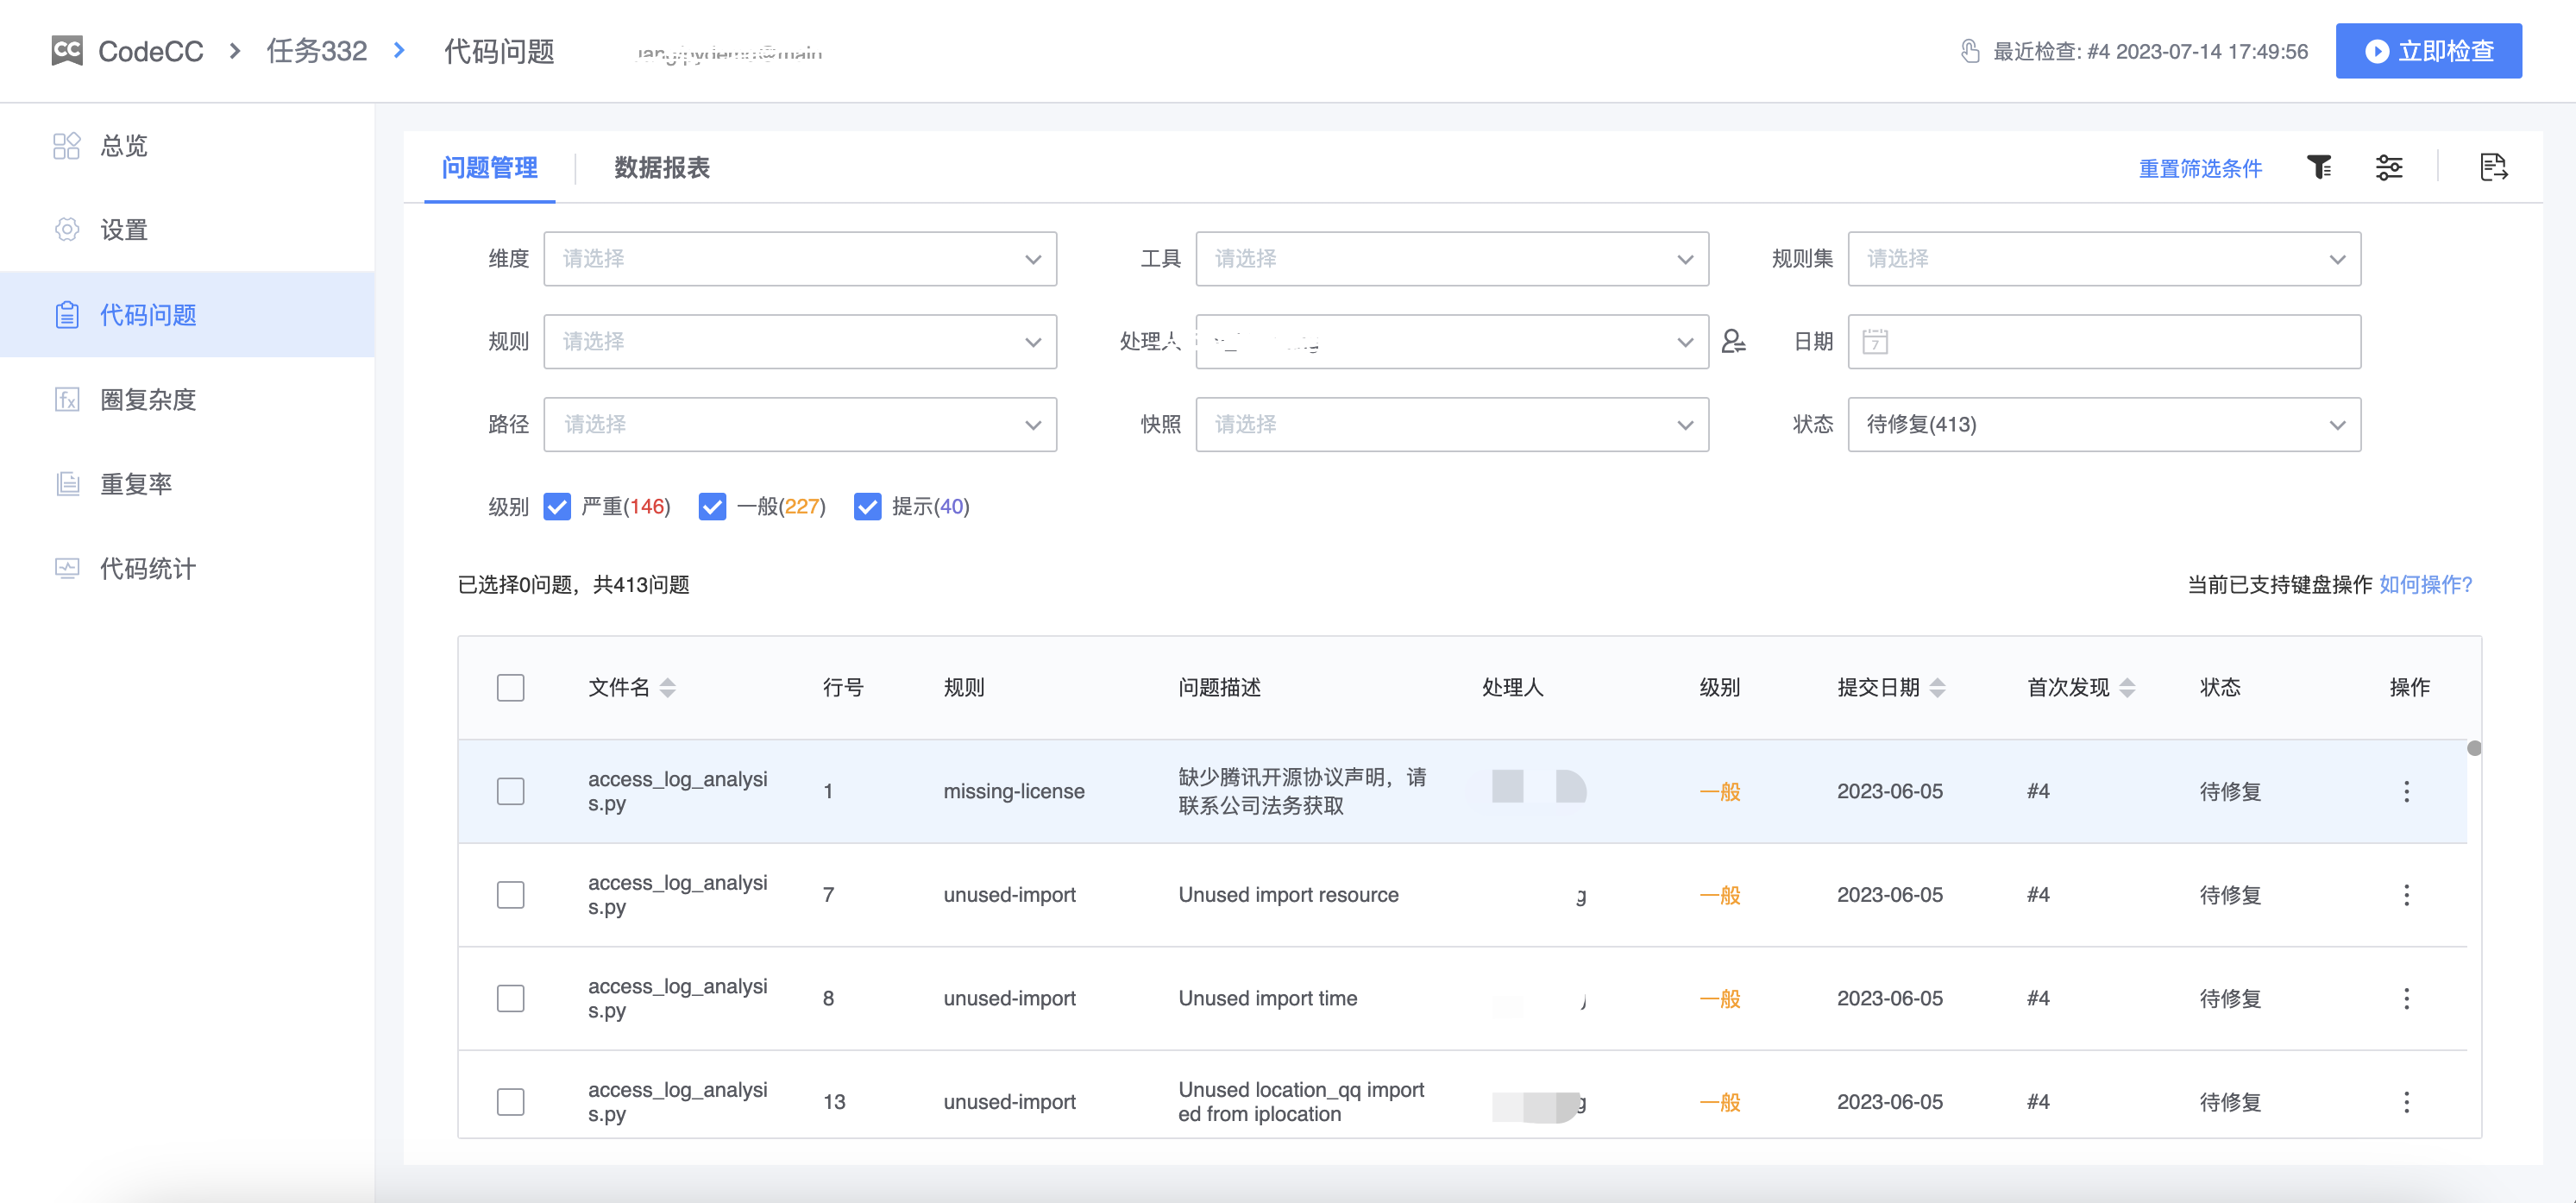 CodeCC > 任务332 > 代码问题
最近检查: #4 2023-07-14 17:49:56
立即检查
总览
设置
代码问题
圈复杂度
重复率
代码统计
问题管理
数据报表
重置筛选条件
维度 请选择
工具 请选择
规则集 请选择
规则 请选择
处理人
日期
路径 请选择
快照 请选择
状态 待修复(413)
级别 严重(146) 一般(227) 提示(40)
已选择0问题，共413问题
当前已支持键盘操作 如何操作?
文件名 行号 规则 问题描述 处理人 级别 提交日期 首次发现 状态 操作
access_log_analysi
s.py
1
missing-license
缺少腾讯开源协议声明，请
联系公司法务获取
一般
2023-06-05
#4
待修复
access_log_analysi
s.py
7
unused-import
Unused import resource
g
一般
2023-06-05
#4
待修复
access_log_analysi
s.py
8
unused-import
Unused import time
一般
2023-06-05
#4
待修复
access_log_analysi
s.py
13
unused-import
Unused location_qq import
ed from iplocation
g
一般
2023-06-05
#4
待修复